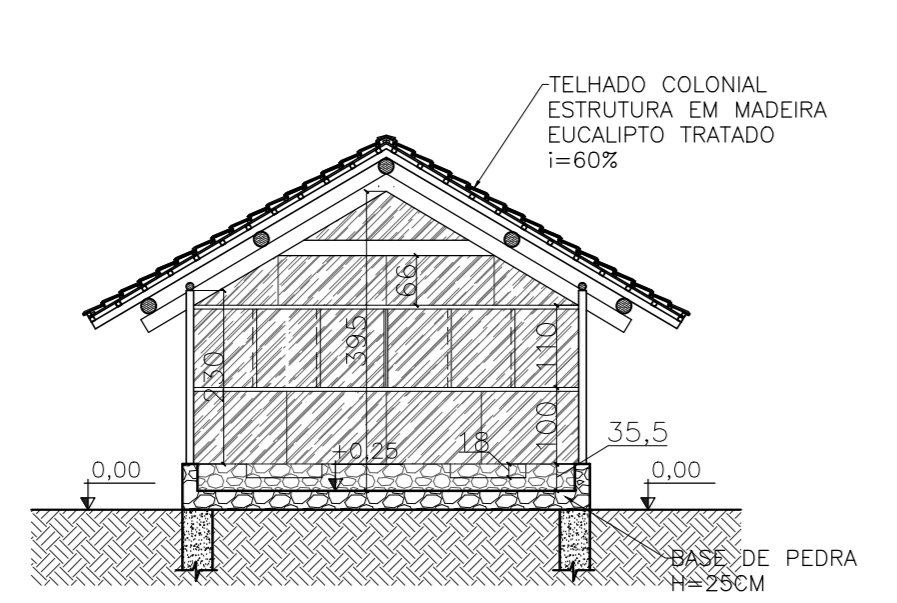 TELHADO COLONIAL
ESTRUTURA EM MADEIRA
EUCALIPTO TRATADO
i=60%
66
395
110
230
100
35,5
18
+0,25
0,00
0,00
BASE DE PEDRA
H=25CM